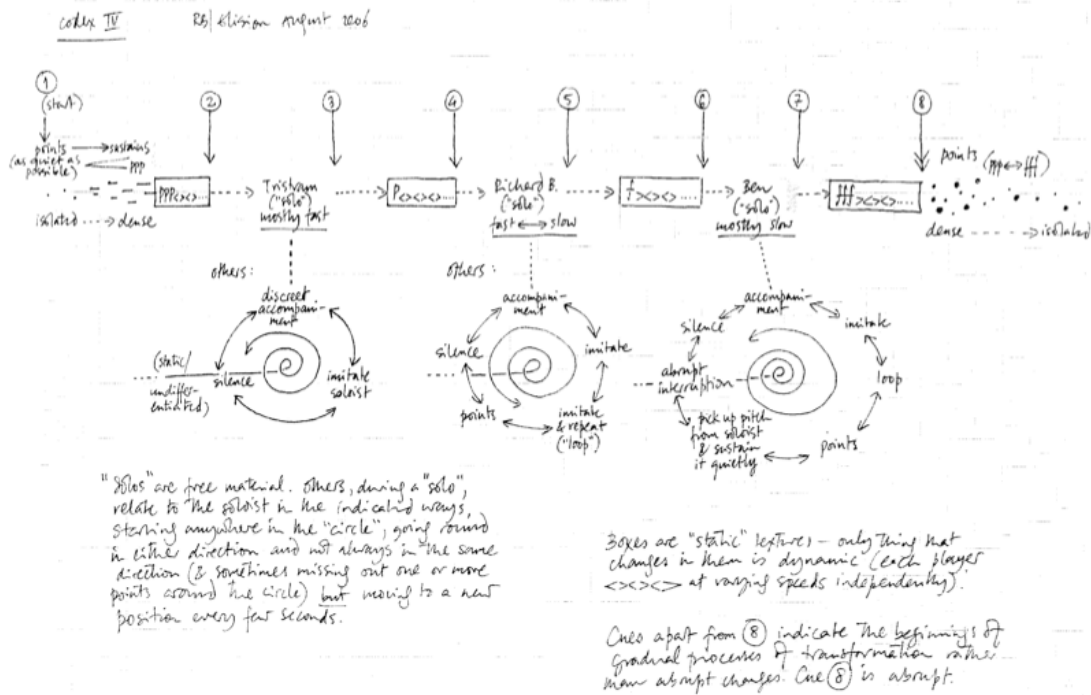 codex IV RB/Elision August 2006
① ② ③ ④ ⑤ ⑥ ⑦ ⑧
(start)
points → sustains
(as quiet as possible) ppp
isolated ----> dense
ppp<><>...
Tristram
("solo")
mostly fast
p<><><>...
Richard B.
("solo")
fast ↔ slow
f><><>...
Ben
("solo")
mostly slow
fff><><>...
points (ppp↔fff)
dense -----> isolated
others:
discreet
accompani-
ment
imitate
soloist
silence
(static/
undiffer-
entiated)
others:
accompani-
ment
imitate
imitate
& repeat
("loop")
points
silence
accompani-
ment
imitate
loop
points
pick up pitch
from soloist
& sustain
it quietly
abrupt
interruption
silence
"Solos" are free material. Others, during a "solo",
relate to the soloist in the indicated ways,
starting anywhere in the "circle", going round
in either direction and not always in the same
direction (& sometimes missing out one or more
points around the circle) but moving to a new
position every few seconds.
Boxes are "static" textures – only thing that
changes in them is dynamic (each player
<><><> at varying speeds independently).
Cues apart from ⑧ indicate the beginnings of
gradual processes of transformation rather
than abrupt changes. Cue ⑧ is abrupt.